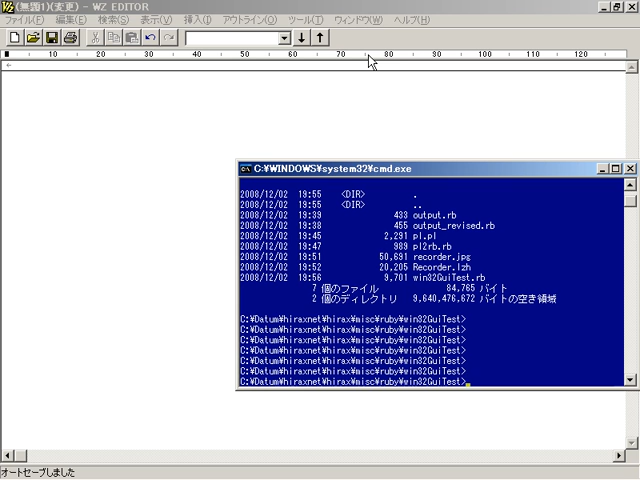 (無題1)(変更) - WZ EDITOR
ファイル(F) 編集(E) 検索(S) 表示(V) 挿入(I) アウトライン(O) ツール(T) ウィンドウ(W) ヘルプ(H)
10 20 30 40 50 60 70 80 90 100 110 120
C:¥WINDOWS¥system32¥cmd.exe
2008/12/02 19:55 <DIR> .
2008/12/02 19:55 <DIR> ..
2008/12/02 19:39 433 output.rb
2008/12/02 19:38 455 output_revised.rb
2008/12/02 19:45 2,291 pl.pl
2008/12/02 19:47 989 pl2rb.rb
2008/12/02 19:51 50,691 recorder.jpg
2008/12/02 19:52 20,205 Recorder.lzh
2008/12/02 19:56 9,701 win32GuiTest.rb
7 個のファイル 84,765 バイト
2 個のディレクトリ 9,640,476,672 バイトの空き領域
C:¥Datum¥hiraxnet¥hirax¥misc¥ruby¥win32GuiTest>
C:¥Datum¥hiraxnet¥hirax¥misc¥ruby¥win32GuiTest>
C:¥Datum¥hiraxnet¥hirax¥misc¥ruby¥win32GuiTest>
C:¥Datum¥hiraxnet¥hirax¥misc¥ruby¥win32GuiTest>
C:¥Datum¥hiraxnet¥hirax¥misc¥ruby¥win32GuiTest>
C:¥Datum¥hiraxnet¥hirax¥misc¥ruby¥win32GuiTest>
C:¥Datum¥hiraxnet¥hirax¥misc¥ruby¥win32GuiTest>
オートセーブしました